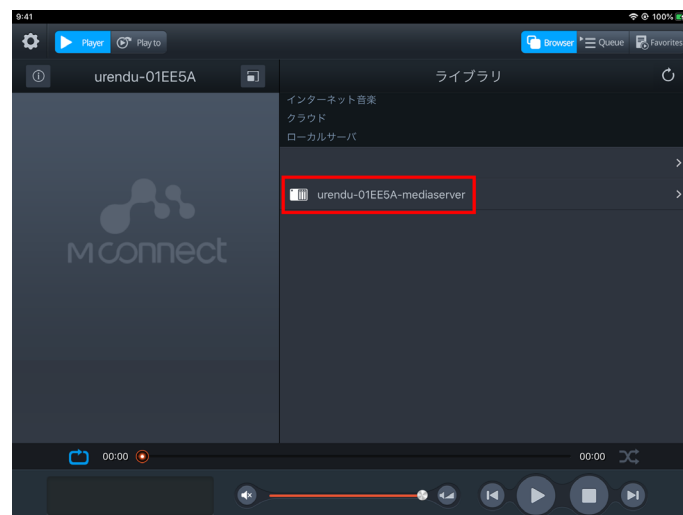 9:41
100%
Player
Play to
Browser
Queue
Favorites
urendu-01EE5A
ライブラリ
インターネット音楽
クラウド
ローカルサーバ
urendu-01EE5A-mediaserver
Mconnect
00:00
00:00